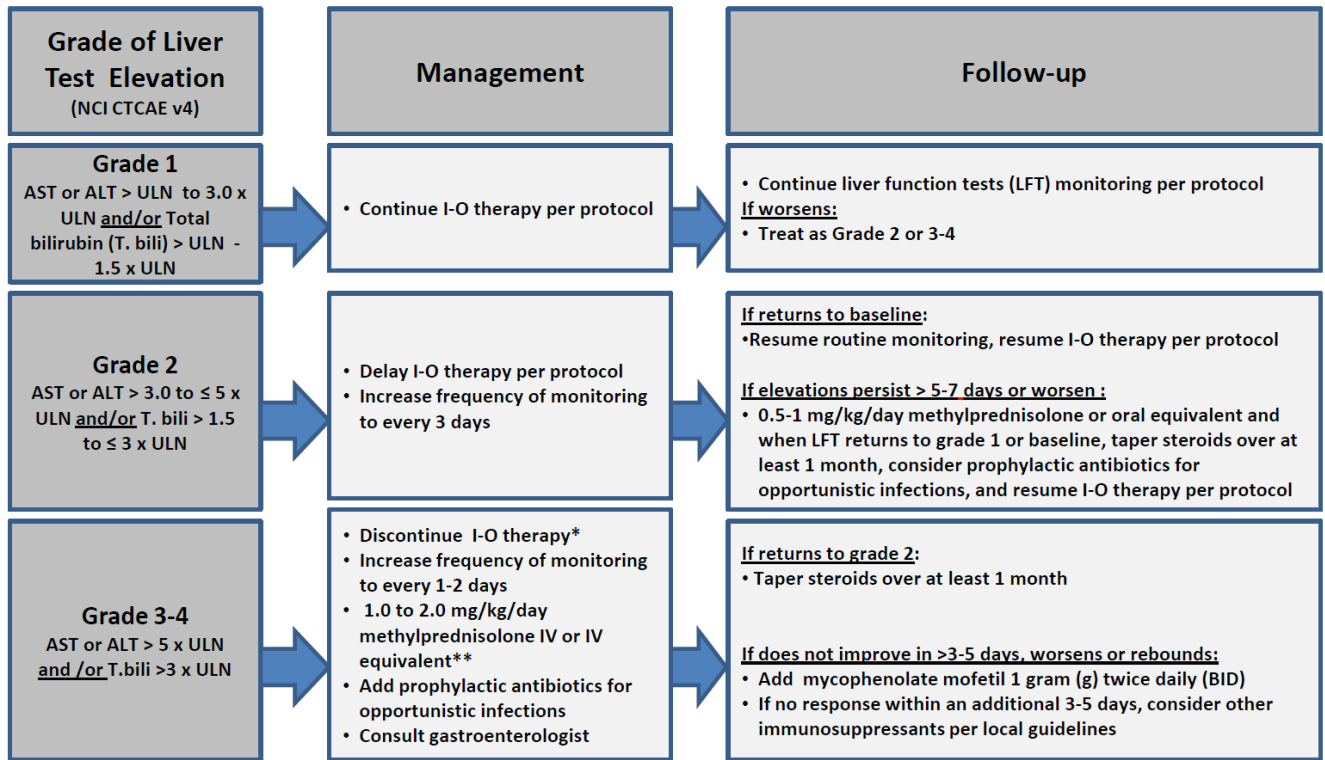 Grade of Liver
Test Elevation
(NCI CTCAE v4)
Management
Follow-up
Grade 1
AST or ALT > ULN to 3.0 x
ULN and/or Total
bilirubin (T. bili) > ULN -
1.5 x ULN
• Continue I-O therapy per protocol
• Continue liver function tests (LFT) monitoring per protocol
If worsens:
• Treat as Grade 2 or 3-4
Grade 2
AST or ALT > 3.0 to ≤ 5 x
ULN and/or T. bili > 1.5
to ≤ 3 x ULN
• Delay I-O therapy per protocol
• Increase frequency of monitoring
to every 3 days
If returns to baseline:
•Resume routine monitoring, resume I-O therapy per protocol
If elevations persist > 5-7 days or worsen :
• 0.5-1 mg/kg/day methylprednisolone or oral equivalent and
when LFT returns to grade 1 or baseline, taper steroids over at
least 1 month, consider prophylactic antibiotics for
opportunistic infections, and resume I-O therapy per protocol
Grade 3-4
AST or ALT > 5 x ULN
and /or T.bili >3 x ULN
• Discontinue I-O therapy*
• Increase frequency of monitoring
to every 1-2 days
• 1.0 to 2.0 mg/kg/day
methylprednisolone IV or IV
equivalent**
• Add prophylactic antibiotics for
opportunistic infections
• Consult gastroenterologist
If returns to grade 2:
• Taper steroids over at least 1 month
If does not improve in >3-5 days, worsens or rebounds:
• Add mycophenolate mofetil 1 gram (g) twice daily (BID)
• If no response within an additional 3-5 days, consider other
immunosuppressants per local guidelines